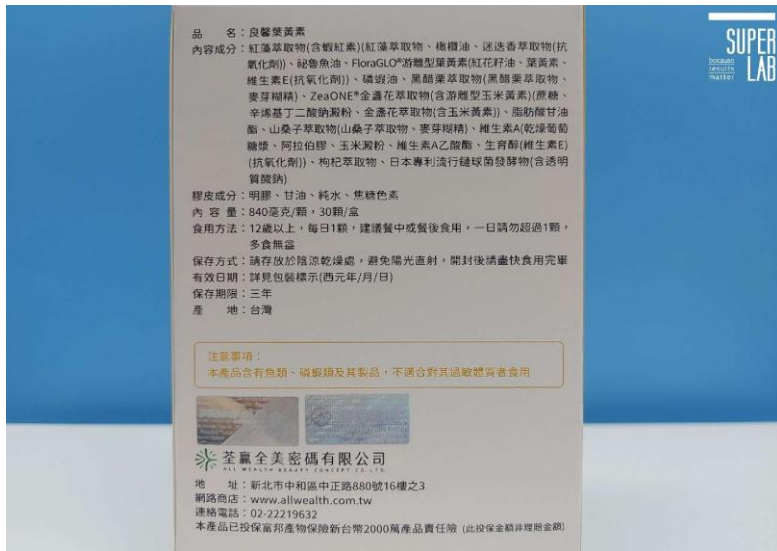 SUPER
LAB
because
results
matter
品　　名：良馨葉黃素
內容成分：紅藻萃取物(含蝦紅素)(紅藻萃取物、橄欖油、迷迭香萃取物(抗
氧化劑))、祕魯魚油、FloraGLO®游離型葉黃素(紅花籽油、葉黃素、
維生素E(抗氧化劑))、磷蝦油、黑醋栗萃取物(黑醋栗萃取物、
麥芽糊精)、ZeaONE®金盞花萃取物(含游離型玉米黃素)(蔗糖、
辛烯基丁二酸鈉澱粉、金盞花萃取物(含玉米黃素))、脂肪酸甘油
酯、山桑子萃取物(山桑子萃取物、麥芽糊精)、維生素A(乾燥葡萄
糖漿、阿拉伯膠、玉米澱粉、維生素A乙酸酯、生育醇(維生素E)
(抗氧化劑))、枸杞萃取物、日本專利流行鏈球菌發酵物(含透明
質酸鈉)
膠皮成分：明膠、甘油、純水、焦糖色素
內 容 量：840毫克/顆，30顆/盒
食用方法：12歲以上，每日1顆，建議餐中或餐後食用，一日請勿超過1顆，
多食無益
保存方式：請存放於陰涼乾燥處，避免陽光直射，開封後請盡快食用完畢
有效日期：詳見包裝標示(西元年/月/日)
保存期限：三年
產　　地：台灣
注意事項：
本產品含有魚類、磷蝦類及其製品，不適合對其過敏體質者食用
荃贏全美密碼有限公司
ALL WEALTH BEAUTY CONCEPT CO. LTD.
地　　址：新北市中和區中正路880號16樓之3
網路商店：www.allwealth.com.tw
連絡電話：02-22219632
本產品已投保富邦產物保險新台幣2000萬產品責任險 (此投保金額非理賠金額)